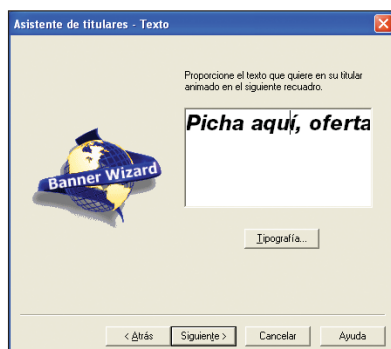 Asistente de titulares - Texto
Proporcione el texto que quiere en su titular
animado en el siguiente recuadro.
Picha aquí, oferta
Banner Wizard
Tipografía...
< Atrás
Siguiente >
Cancelar
Ayuda